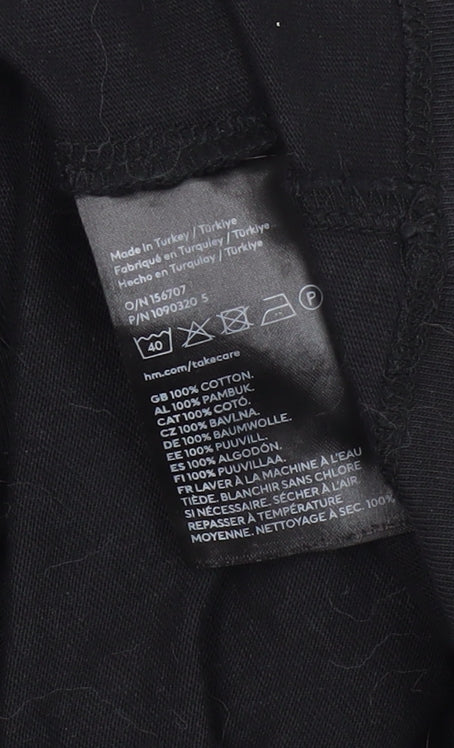 Made in Turkey / Türkiye
Fabriqué en Turquie / Türkiye
Hecho en Turquía / Türkiye
O/N 156707
P/N 1090320 S
40 P
hm.com/takecare
GB 100% COTTON.
AL 100% PAMBUK.
CAT 100% COTÓ.
CZ 100% BAVLNA.
DE 100% BAUMWOLLE.
EE 100% PUUVILL.
ES 100% ALGODÓN.
FI 100% PUUVILLAA.
FR LAVER À LA MACHINE À L'EAU
TIÈDE. BLANCHIR SANS CHLORE
SI NÉCESSAIRE. SÉCHER À L'AIR.
REPASSER À TEMPÉRATURE
MOYENNE. NETTOYAGE À SEC. 100%